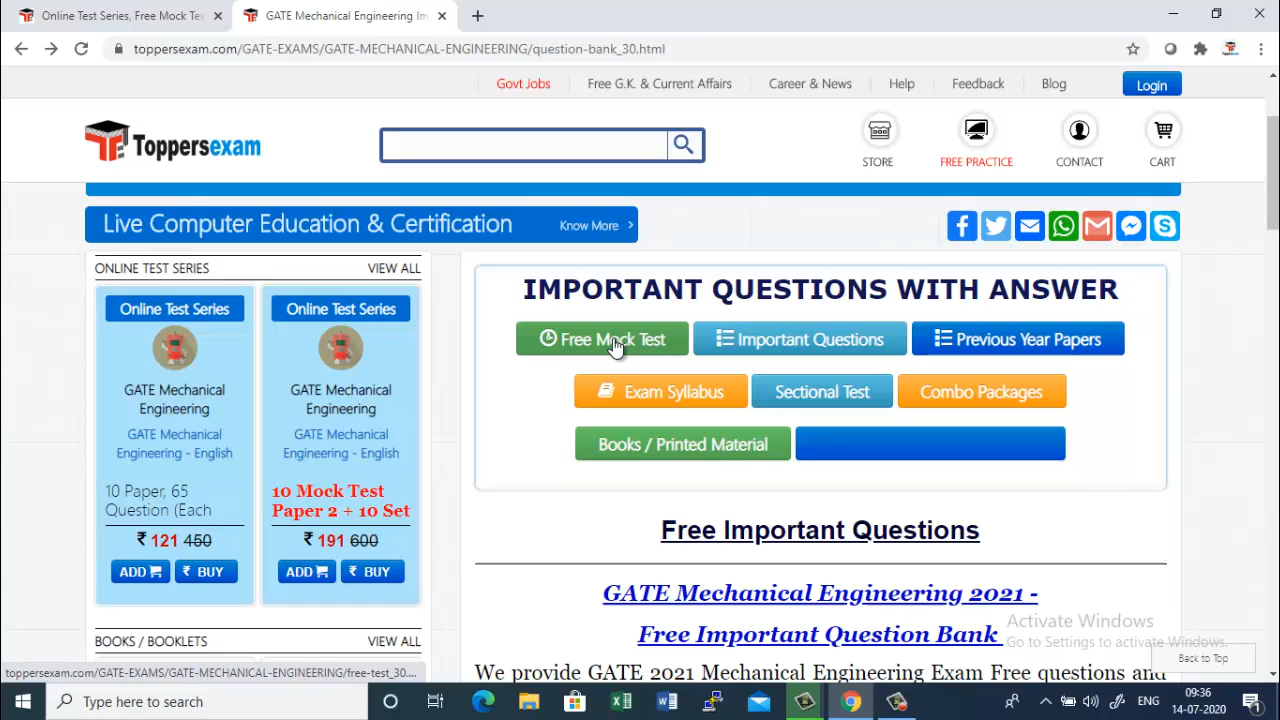 Online Test Series, Free Mock Tes
GATE Mechanical Engineering Im
toppersexam.com/GATE-EXAMS/GATE-MECHANICAL-ENGINEERING/question-bank_30.html
Govt Jobs
Free G.K. & Current Affairs
Career & News
Help
Feedback
Blog
Login
Toppersexam
STORE
FREE PRACTICE
CONTACT
CART
Live Computer Education & Certification
Know More
ONLINE TEST SERIES
VIEW ALL
Online Test Series
GATE Mechanical
Engineering
GATE Mechanical
Engineering - English
10 Paper, 65
Question (Each
₹ 121 450
ADD
₹ BUY
Online Test Series
GATE Mechanical
Engineering
GATE Mechanical
Engineering - English
10 Mock Test
Paper 2 + 10 Set
₹ 191 600
ADD
₹ BUY
BOOKS / BOOKLETS
VIEW ALL
IMPORTANT QUESTIONS WITH ANSWER
Free Mock Test
Important Questions
Previous Year Papers
Exam Syllabus
Sectional Test
Combo Packages
Books / Printed Material
Free Important Questions
GATE Mechanical Engineering 2021 -
Free Important Question Bank
We provide GATE 2021 Mechanical Engineering Exam Free questions and
Activate Windows
Go to Settings to activate Windows.
Back to Top
toppersexam.com/GATE-EXAMS/GATE-MECHANICAL-ENGINEERING/free-test_30....
Type here to search
ENG
09:36
14-07-2020
1